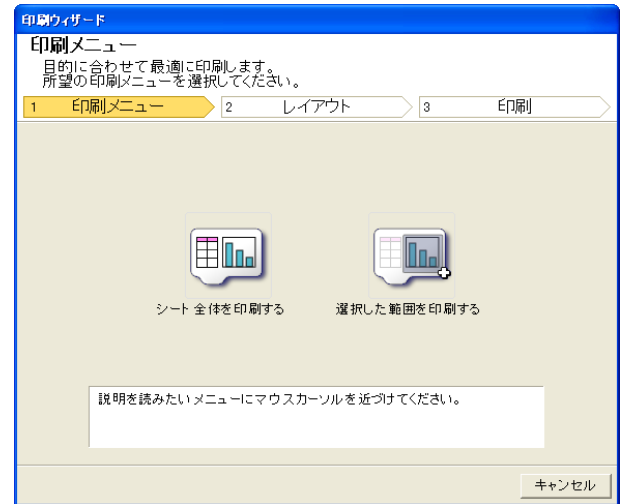 印刷ウィザード
印刷メニュー
目的に合わせて最適に印刷します。
所望の印刷メニューを選択してください。
1 印刷メニュー 2 レイアウト 3 印刷
シート全体を印刷する 選択した範囲を印刷する
説明を読みたいメニューにマウスカーソルを近づけてください。
キャンセル